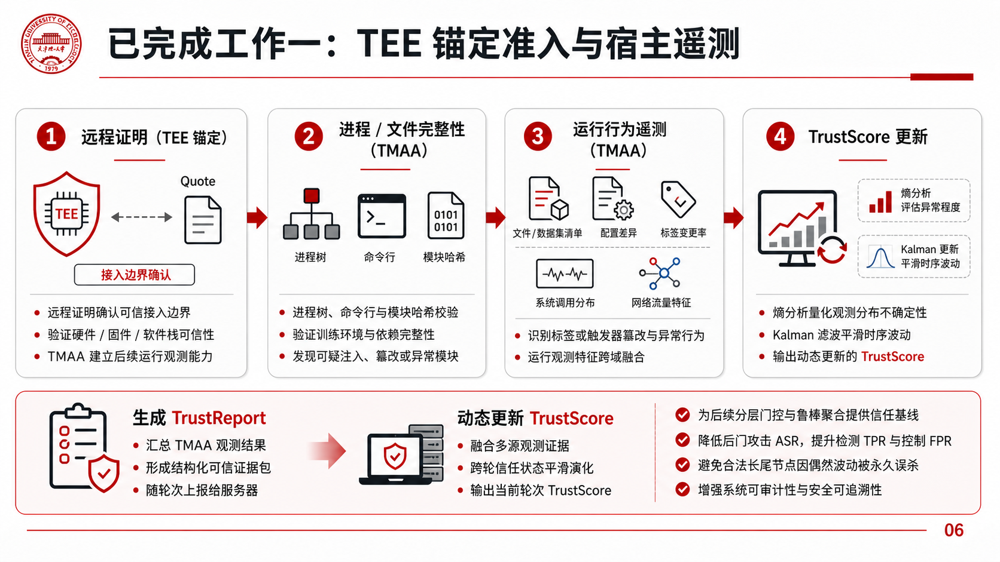 已完成工作一：TEE 锚定准入与宿主遥测
1979
1 远程证明（TEE 锚定）
TEE
Quote
接入边界确认
远程证明确认可信接入边界
验证硬件 / 固件 / 软件栈可信性
TMAA 建立后续运行观测能力
2 进程 / 文件完整性
（TMAA）
>_
0101
0101
进程树
命令行
模块哈希
进程树、命令行与模块哈希校验
验证训练环境与依赖完整性
发现可疑注入、篡改或异常模块
3 运行行为遥测
（TMAA）
文件/数据集清单
配置差异
标签变更率
系统调用分布
网络流量特征
识别标签或触发器篡改与异常行为
运行观测特征跨域融合
4 TrustScore 更新
熵分析
评估异常程度
Kalman 更新
平滑时序波动
熵分析量化观测分布不确定性
Kalman 滤波平滑时序波动
输出动态更新的 TrustScore
生成 TrustReport
汇总 TMAA 观测结果
形成结构化可信证据包
随轮次上报给服务器
动态更新 TrustScore
融合多源观测证据
跨轮信任状态平滑演化
输出当前轮次 TrustScore
为后续分层门控与鲁棒聚合提供信任基线
降低后门攻击 ASR，提升检测 TPR 与控制 FPR
避免合法长尾节点因偶然波动被永久误杀
增强系统可审计性与安全可追溯性
06